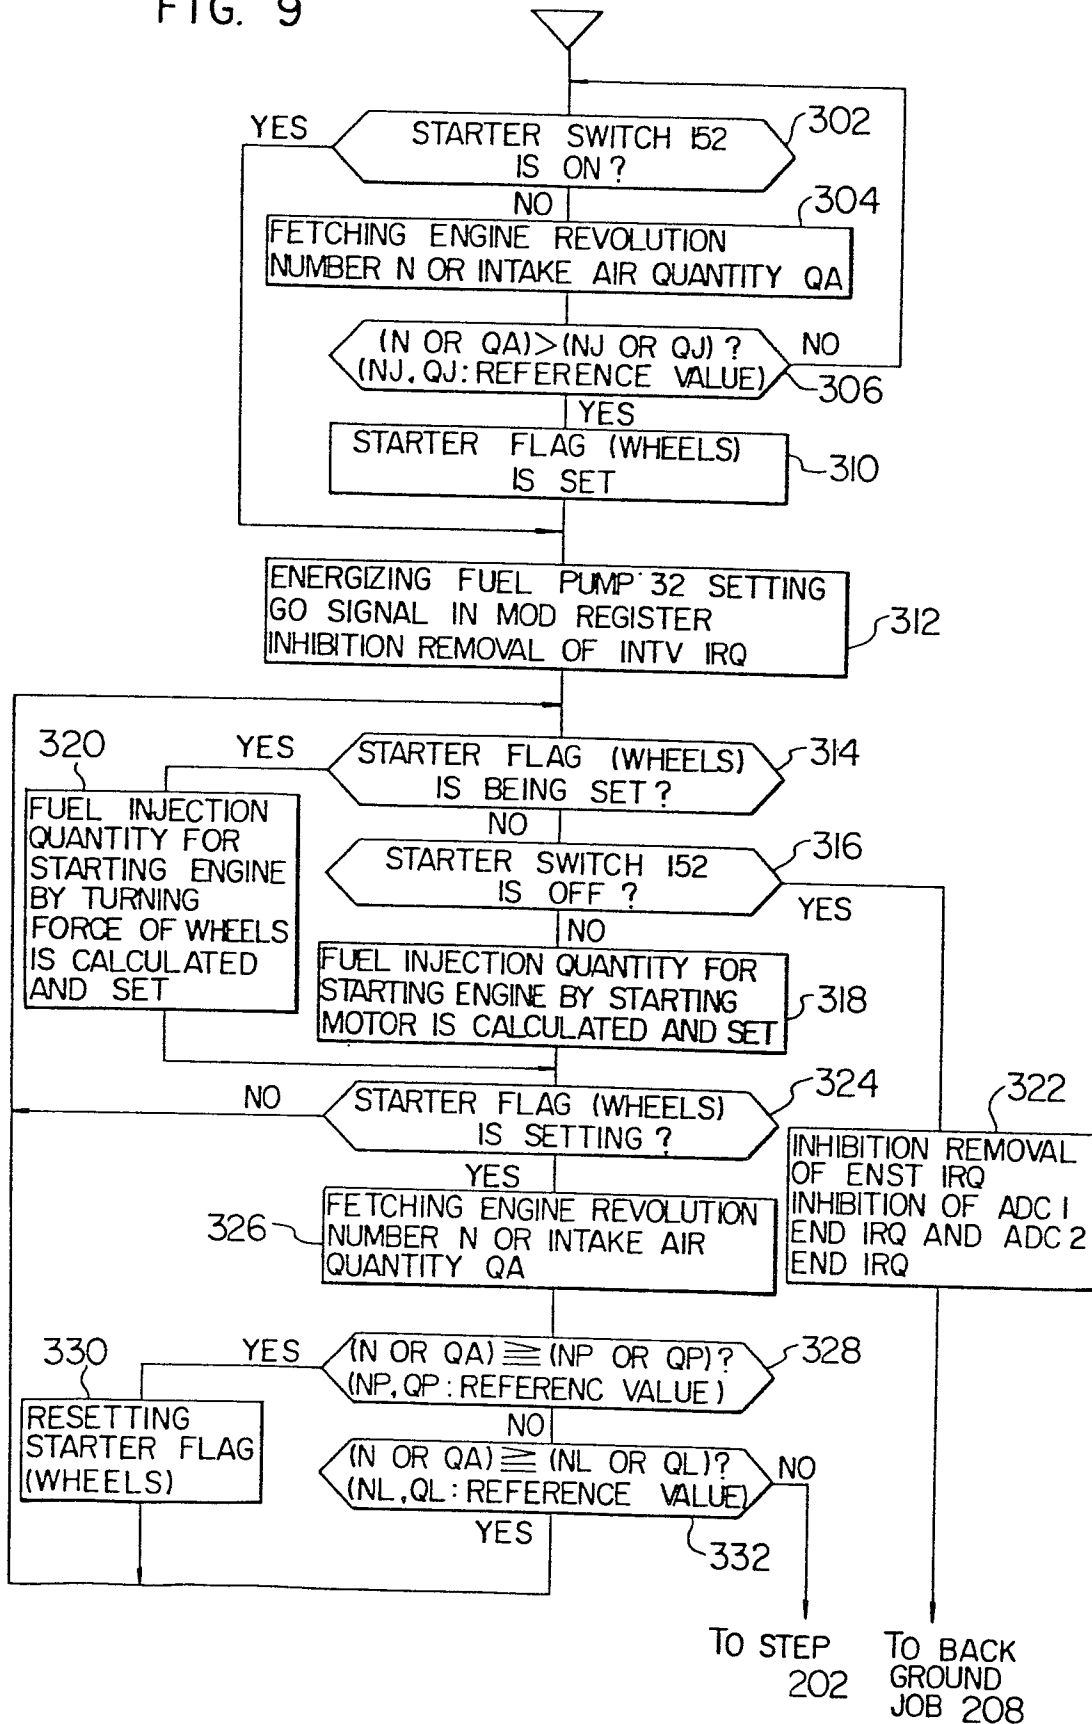 FIG. 9
YES
STARTER SWITCH 152
IS ON?
302
NO
304
FETCHING ENGINE REVOLUTION
NUMBER N OR INTAKE AIR QUANTITY QA
(N OR QA)>(NJ OR QJ)?
(NJ, QJ: REFERENCE VALUE)
NO
306
YES
STARTER FLAG (WHEELS)
IS SET
310
ENERGIZING FUEL PUMP 32 SETTING
GO SIGNAL IN MOD REGISTER
INHIBITION REMOVAL OF INTV IRQ
312
320
YES
STARTER FLAG (WHEELS)
IS BEING SET?
314
FUEL INJECTION
QUANTITY FOR
STARTING ENGINE
BY TURNING
FORCE OF WHEELS
IS CALCULATED
AND SET
NO
STARTER SWITCH 152
IS OFF?
316
YES
NO
FUEL INJECTION QUANTITY FOR
STARTING ENGINE BY STARTING
MOTOR IS CALCULATED AND SET
318
NO
STARTER FLAG (WHEELS)
IS SETTING?
324
322
INHIBITION REMOVAL
OF ENST IRQ
INHIBITION OF ADC 1
END IRQ AND ADC 2
END IRQ
YES
326
FETCHING ENGINE REVOLUTION
NUMBER N OR INTAKE AIR
QUANTITY QA
330
YES
(N OR QA)≧(NP OR QP)?
(NP, QP: REFERENC VALUE)
328
RESETTING
STARTER FLAG
(WHEELS)
NO
(N OR QA)≧(NL OR QL)?
(NL, QL: REFERENCE VALUE)
NO
YES
332
TO STEP
202
TO BACK
GROUND
JOB 208